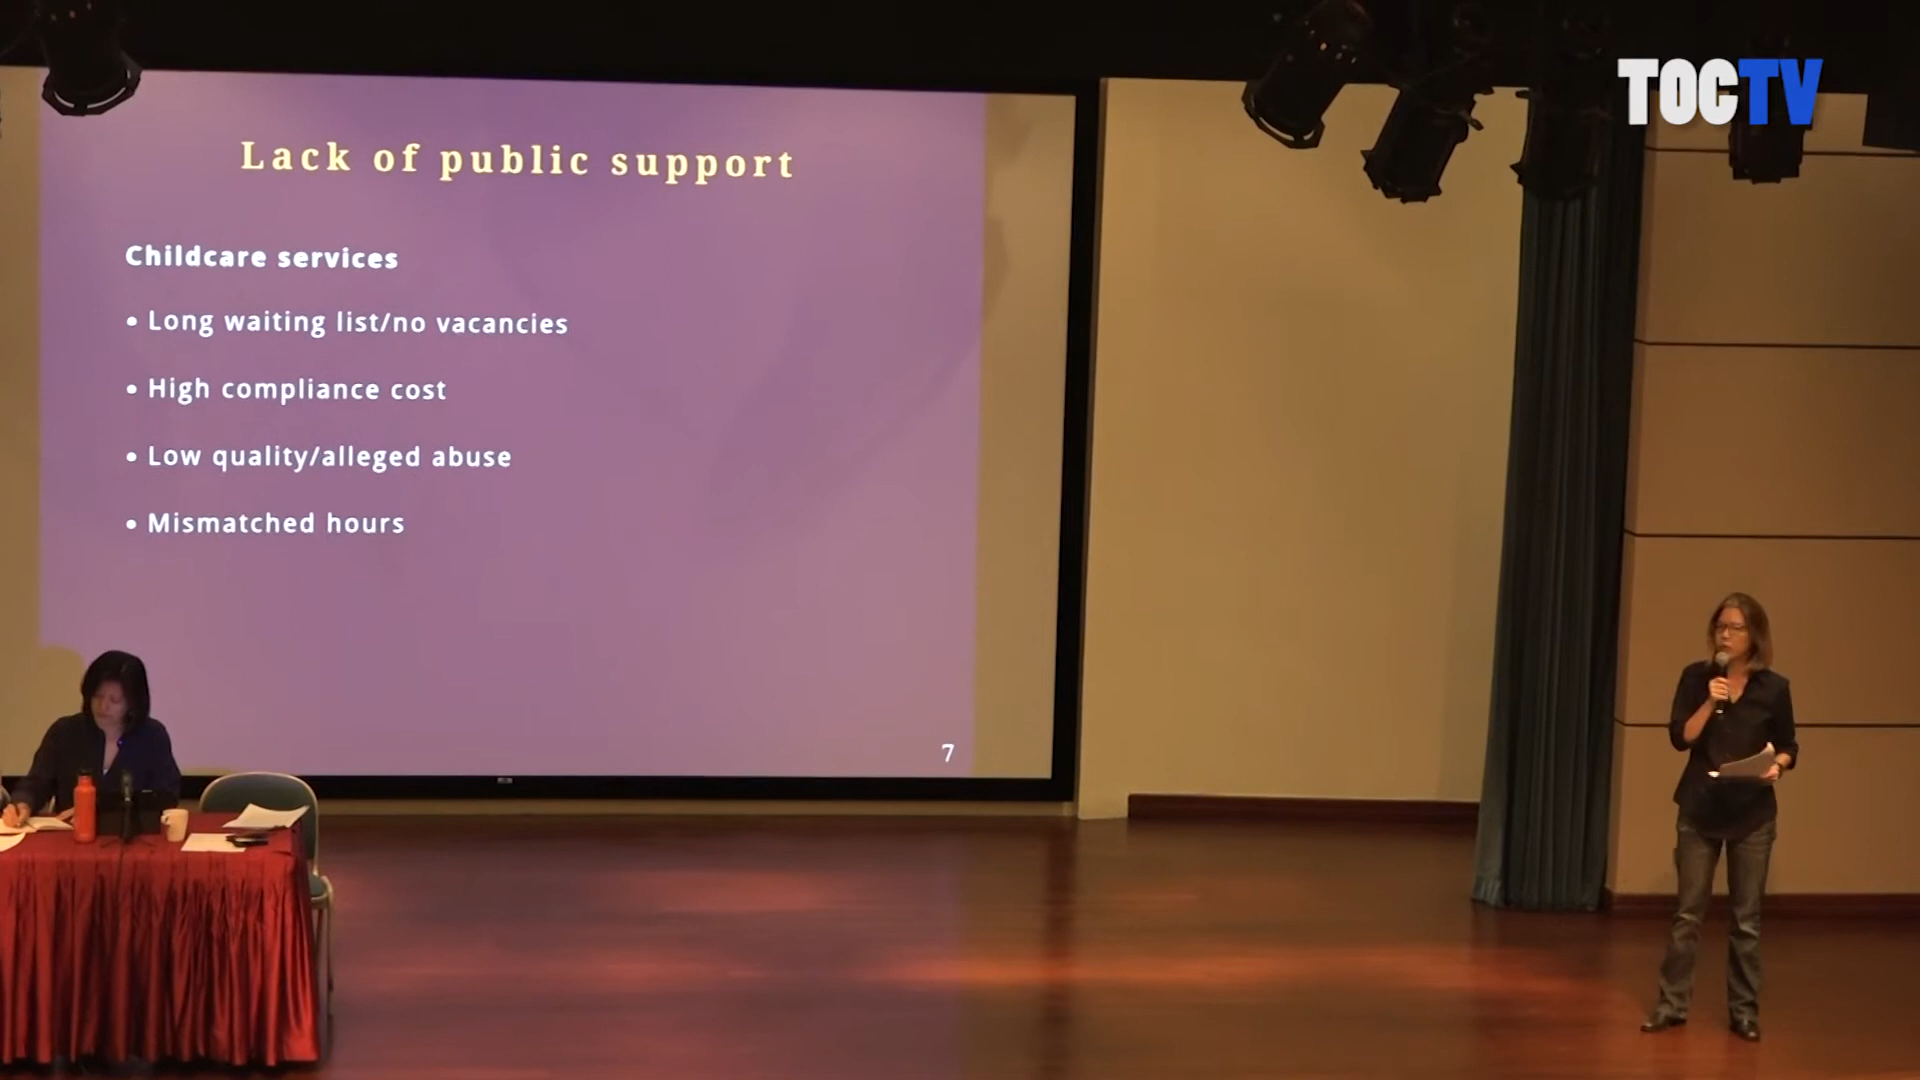 TOCTV
Lack of public support
Childcare services
• Long waiting list/no vacancies
• High compliance cost
• Low quality/alleged abuse
• Mismatched hours
7